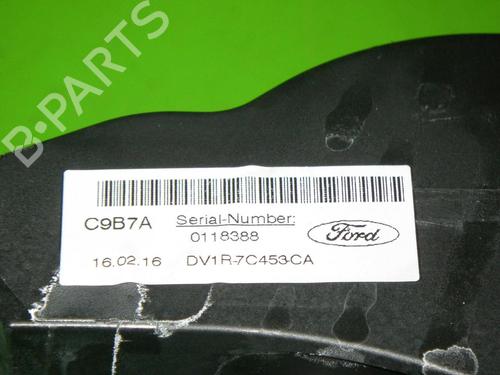 B-PARTS
C9B7A
Serial-Number:
0118388
Ford
16.02.16
DV1R-7C453-CA